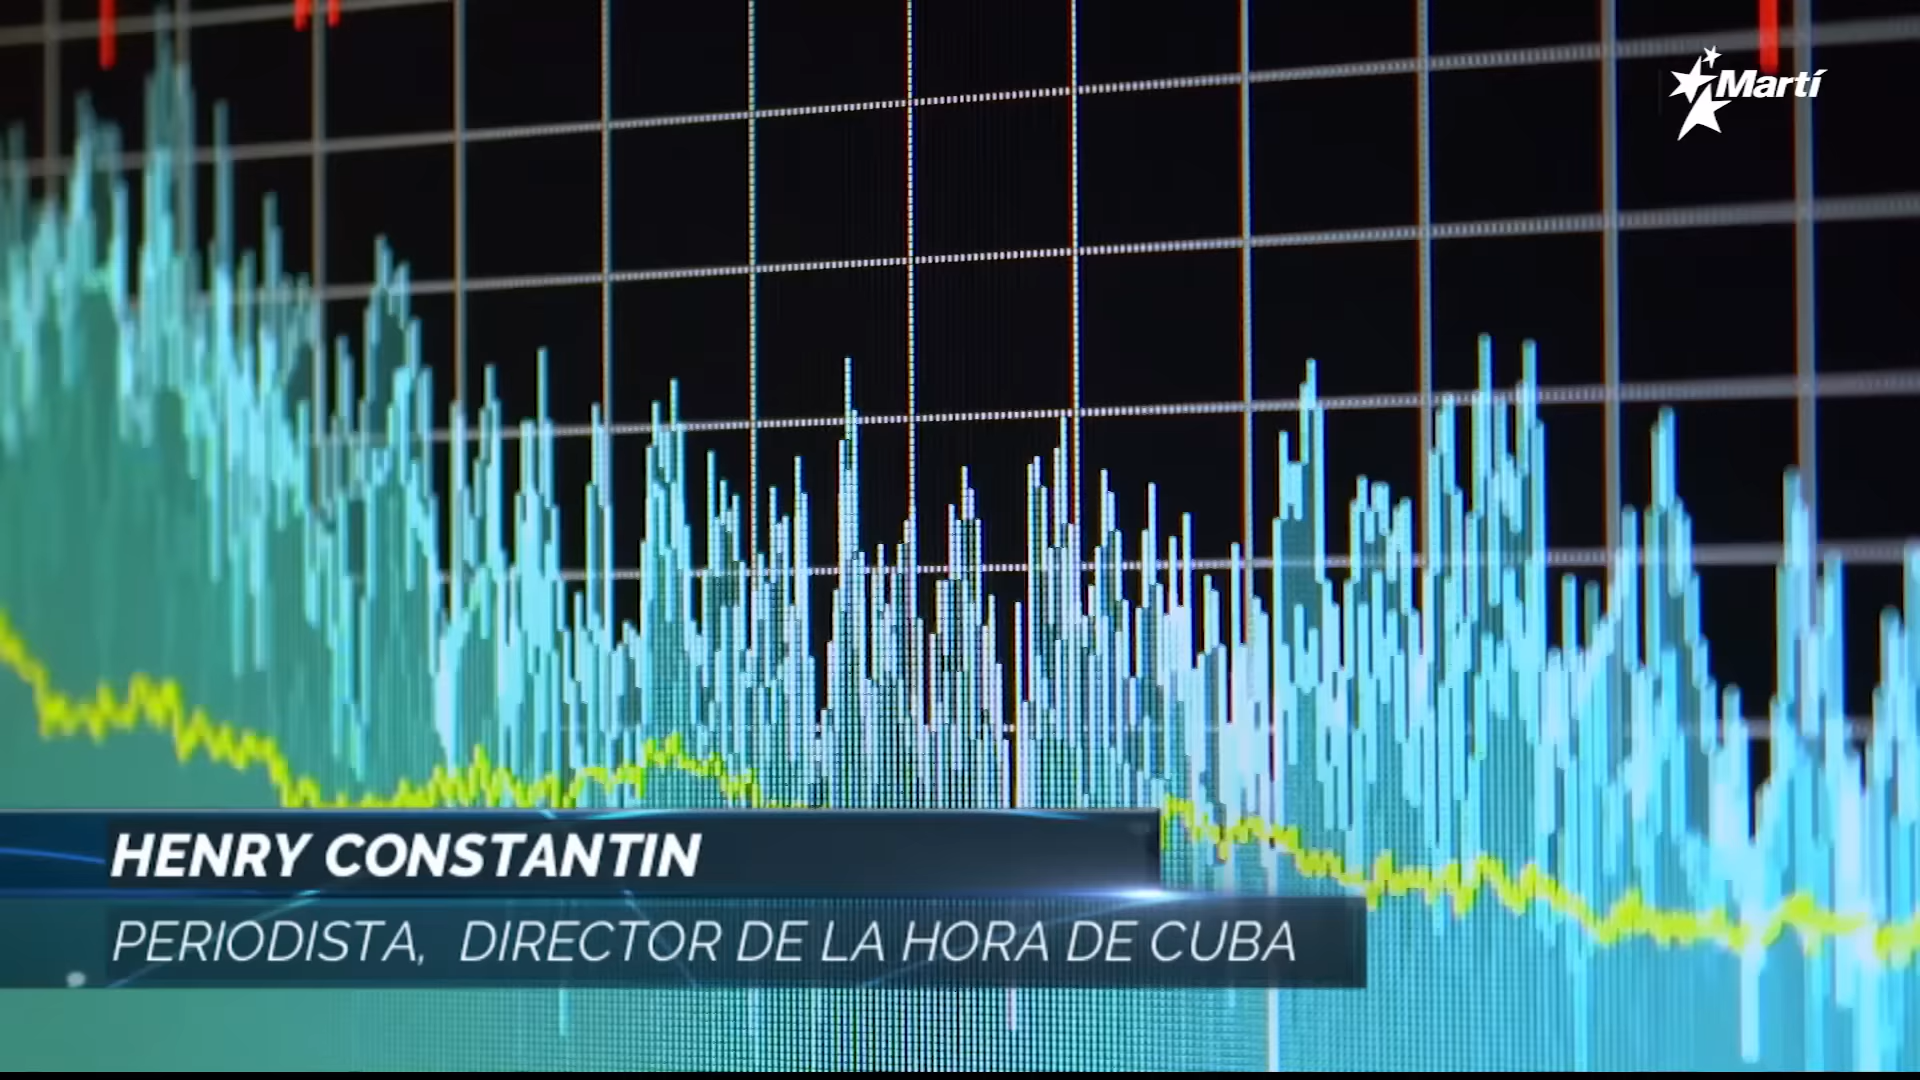 Martí
HENRY CONSTANTIN
PERIODISTA, DIRECTOR DE LA HORA DE CUBA